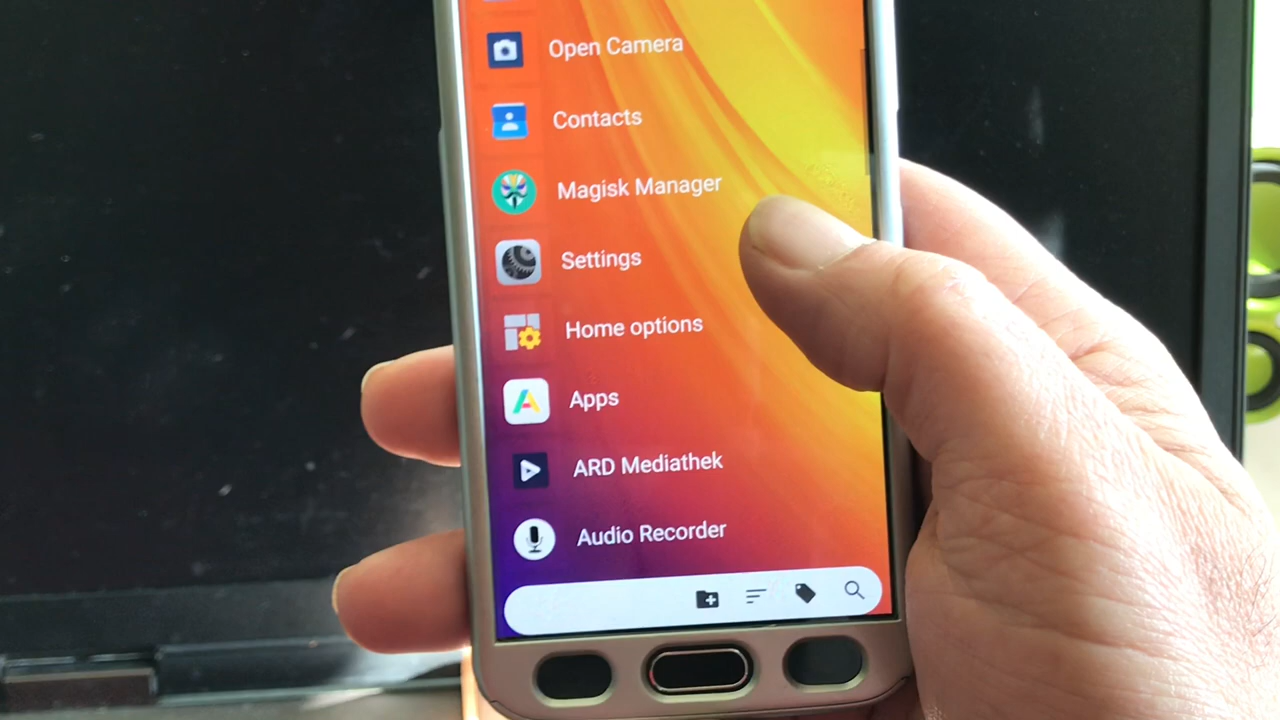 Open Camera
Contacts
Magisk Manager
Settings
Home options
Apps
ARD Mediathek
Audio Recorder